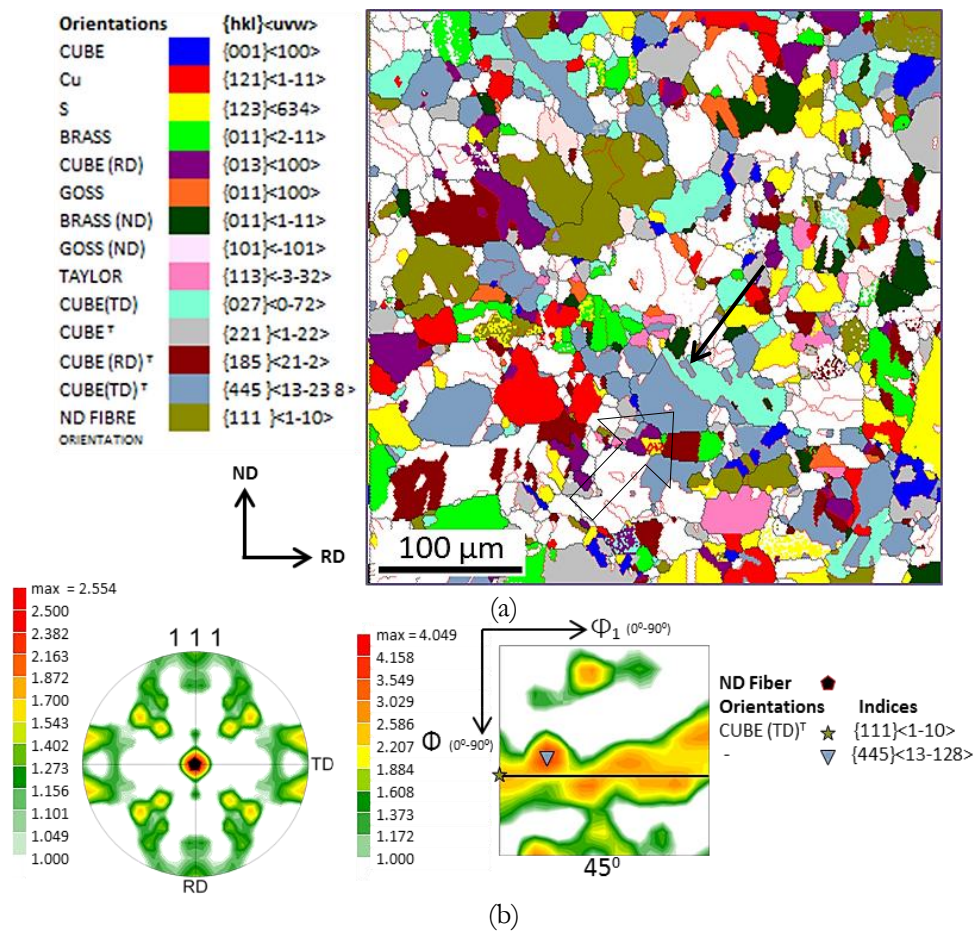 Orientations {hkl}<uvw>
CUBE {001}<100>
Cu {121}<1-11>
S {123}<634>
BRASS {011}<2-11>
CUBE (RD) {013}<100>
GOSS {011}<100>
BRASS (ND) {011}<1-11>
GOSS (ND) {101}<-101>
TAYLOR {113}<-3-32>
CUBE(TD) {027}<0-72>
CUBE ᵀ {221}<1-22>
CUBE (RD) ᵀ {185}<21-2>
CUBE(TD) ᵀ {445}<13-23 8>
ND FIBRE {111 }<1-10>
ORIENTATION
ND
RD
100 µm
(a)
max = 2.554
2.500
2.382
2.163
1.872
1.700
1.543
1.402
1.273
1.156
1.101
1.049
1.000
1 1 1
TD
RD
max = 4.049
4.158
3.549
3.029
2.586
2.207
1.884
1.608
1.373
1.172
1.000
Φ₁ (0⁰-90⁰)
Φ (0⁰-90⁰)
45⁰
ND Fiber
Orientations Indices
CUBE (TD)ᵀ {111}<1-10>
- {445}<13-128>
(b)